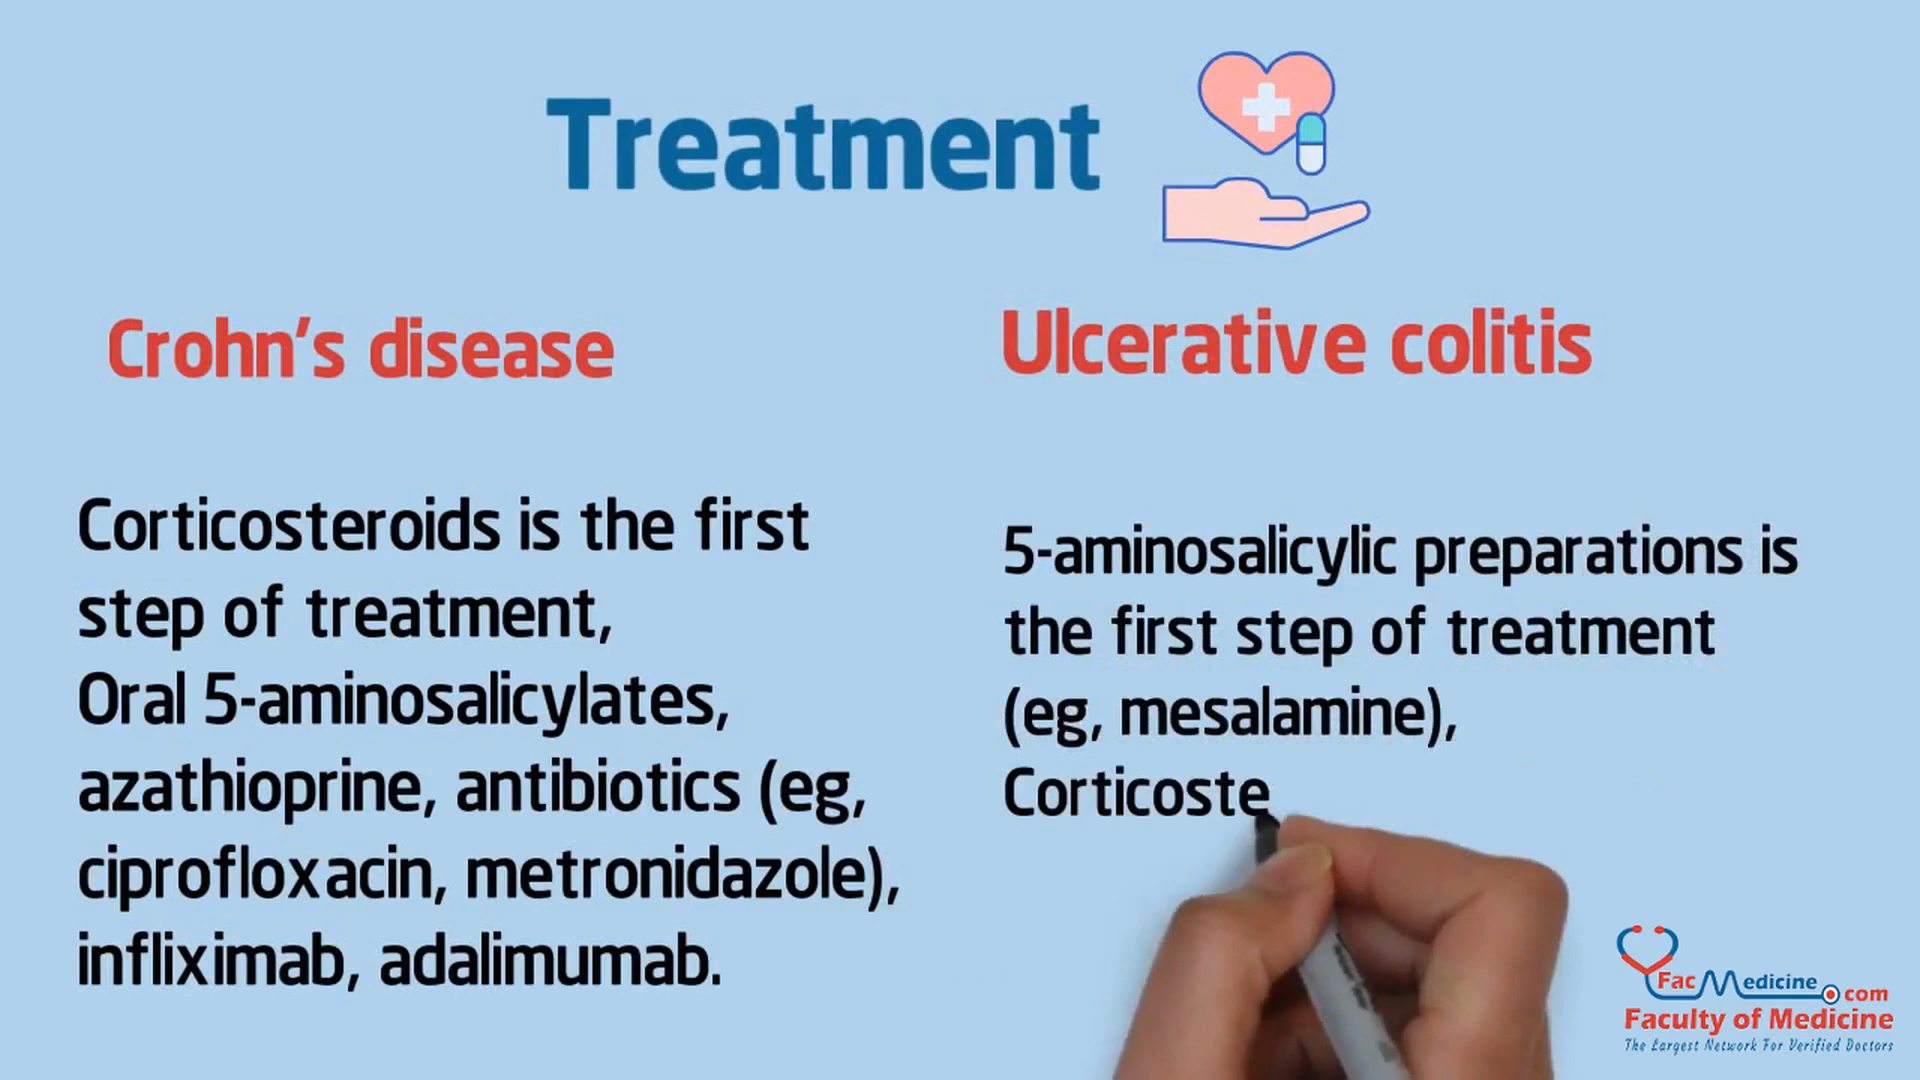 Treatment
Crohn's disease
Corticosteroids is the first
step of treatment,
Oral 5-aminosalicylates,
azathioprine, antibiotics (eg,
ciprofloxacin, metronidazole),
infliximab, adalimumab.
Ulcerative colitis
5-aminosalicylic preparations is
the first step of treatment
(eg, mesalamine),
Corticoste
FacMedicine.com
Faculty of Medicine
The Largest Network For Verified Doctors